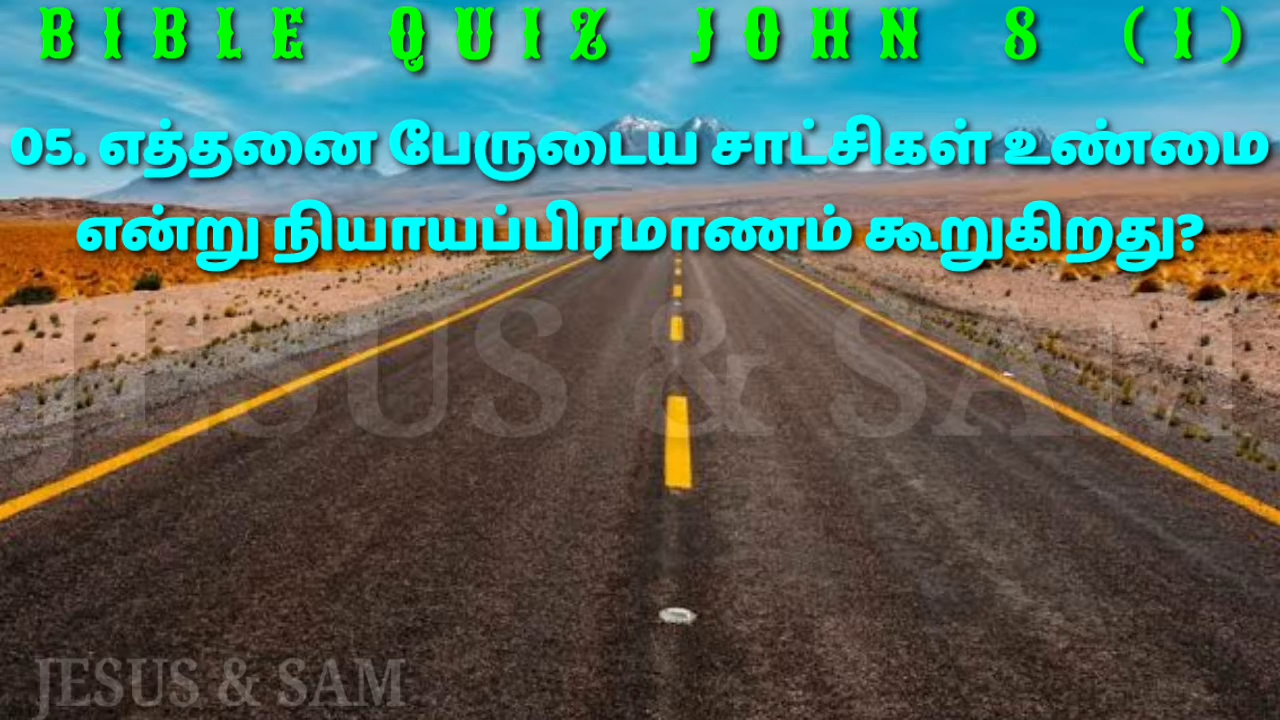 BIBLE QUIZ JOHN 8 (I)
05. எத்தனை பேருடைய சாட்சிகள் உண்மை
என்று நியாயப்பிரமாணம் கூறுகிறது?
JESUS & SAM
JESUS & SAM